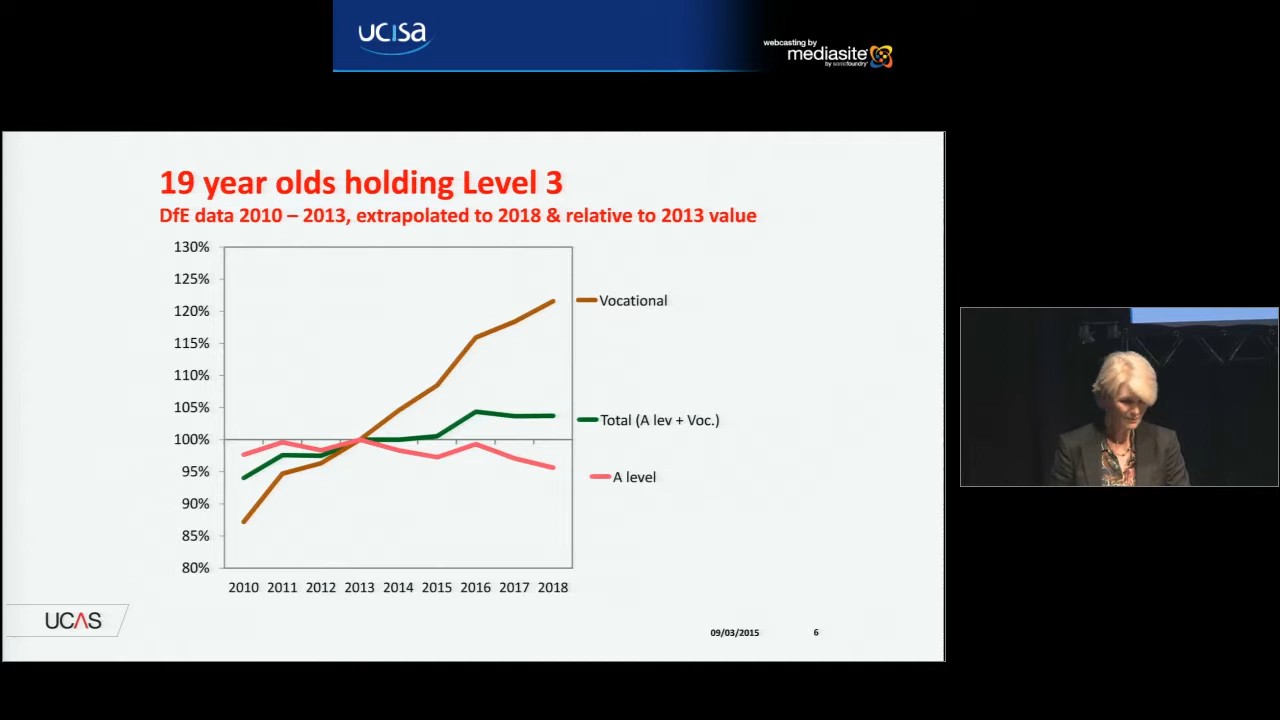 ucisa
webcasting by
mediasite
by sonicfoundry
19 year olds holding Level 3
DfE data 2010 – 2013, extrapolated to 2018 & relative to 2013 value
130%
125%
120%
115%
110%
105%
100%
95%
90%
85%
80%
Vocational
Total (A lev + Voc.)
A level
2010 2011 2012 2013 2014 2015 2016 2017 2018
UCAS
09/03/2015 6